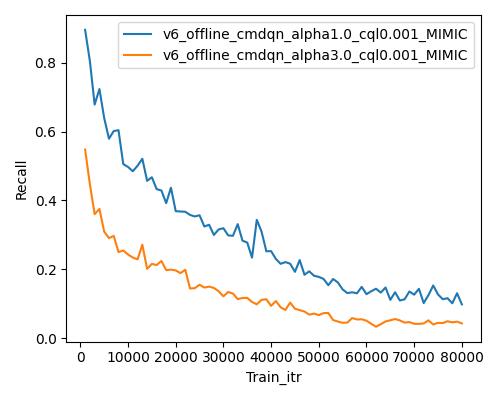 v6_offline_cmdqn_alpha1.0_cql0.001_MIMIC
v6_offline_cmdqn_alpha3.0_cql0.001_MIMIC
0.8
0.6
0.4
0.2
0.0
Recall
0 10000 20000 30000 40000 50000 60000 70000 80000
Train_itr